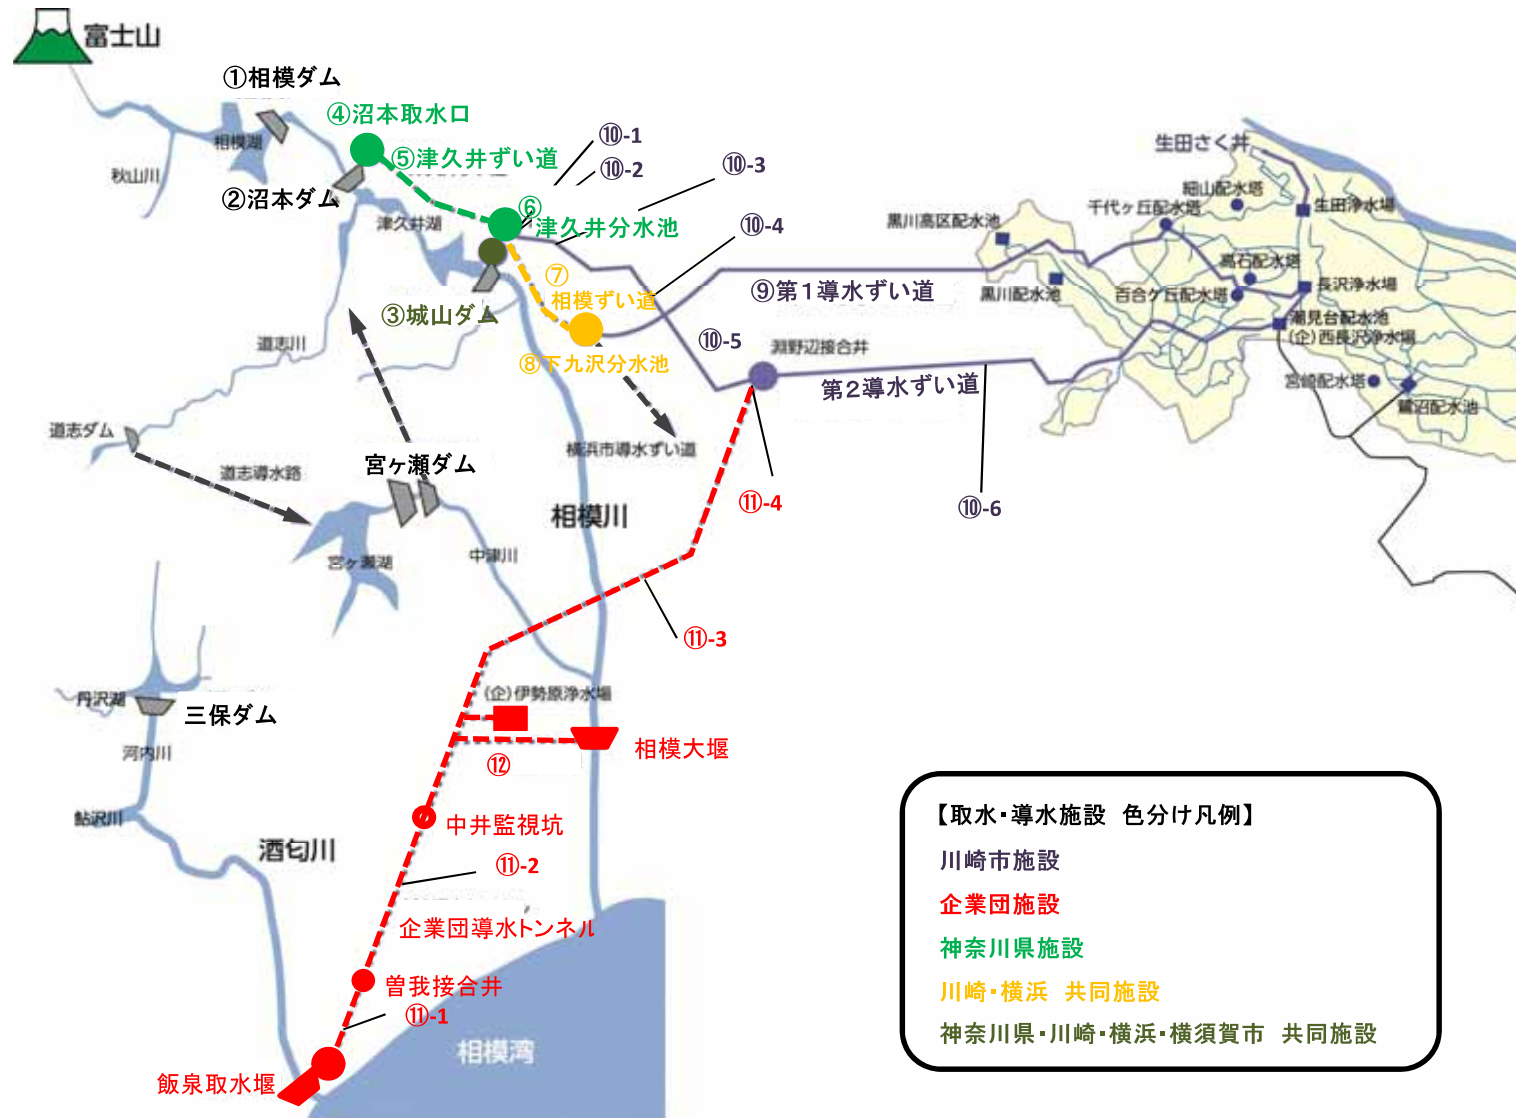 富士山
①相模ダム
④沼本取水口
相模湖
⑤津久井ずい道
秋山川
②沼本ダム
津久井湖
⑥
津久井分水池
⑩-1
⑩-2
⑩-3
⑩-4
⑦
相模ずい道
③城山ダム
⑧下九沢分水池
⑨第1導水ずい道
⑩-5
淵野辺接合井
第2導水ずい道
⑩-6
生田さく井
細山配水塔
千代ヶ丘配水塔
生田浄水場
黒川高区配水池
高石配水塔
黒川配水池
百合ケ丘配水塔
長沢浄水場
潮見台配水池
(企)西長沢浄水場
宮崎配水塔
鷺沼配水池
道志川
道志ダム
道志導水路
宮ヶ瀬ダム
横浜市導水ずい道
相模川
⑪-4
宮ヶ瀬湖
中津川
⑪-3
丹沢湖
三保ダム
河内川
鮎沢川
酒匂川
(企)伊勢原浄水場
相模大堰
⑫
中井監視坑
⑪-2
企業団導水トンネル
曽我接合井
⑪-1
相模湾
飯泉取水堰
【取水・導水施設 色分け凡例】
川崎市施設
企業団施設
神奈川県施設
川崎・横浜 共同施設
神奈川県・川崎・横浜・横須賀市 共同施設